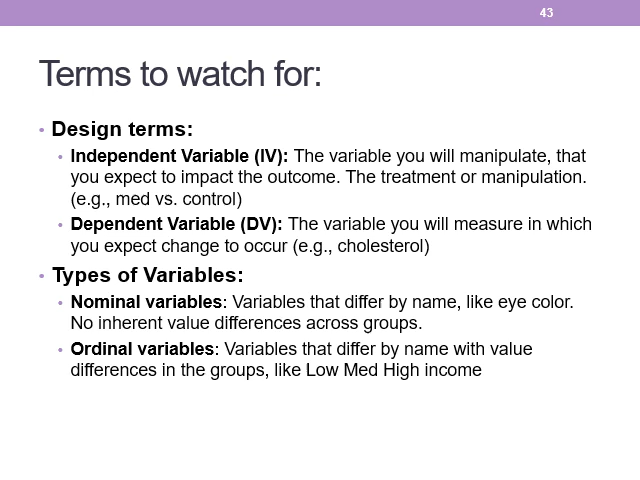 43
Terms to watch for:
• Design terms:
• Independent Variable (IV): The variable you will manipulate, that
you expect to impact the outcome. The treatment or manipulation.
(e.g., med vs. control)
• Dependent Variable (DV): The variable you will measure in which
you expect change to occur (e.g., cholesterol)
• Types of Variables:
• Nominal variables: Variables that differ by name, like eye color.
No inherent value differences across groups.
• Ordinal variables: Variables that differ by name with value
differences in the groups, like Low Med High income